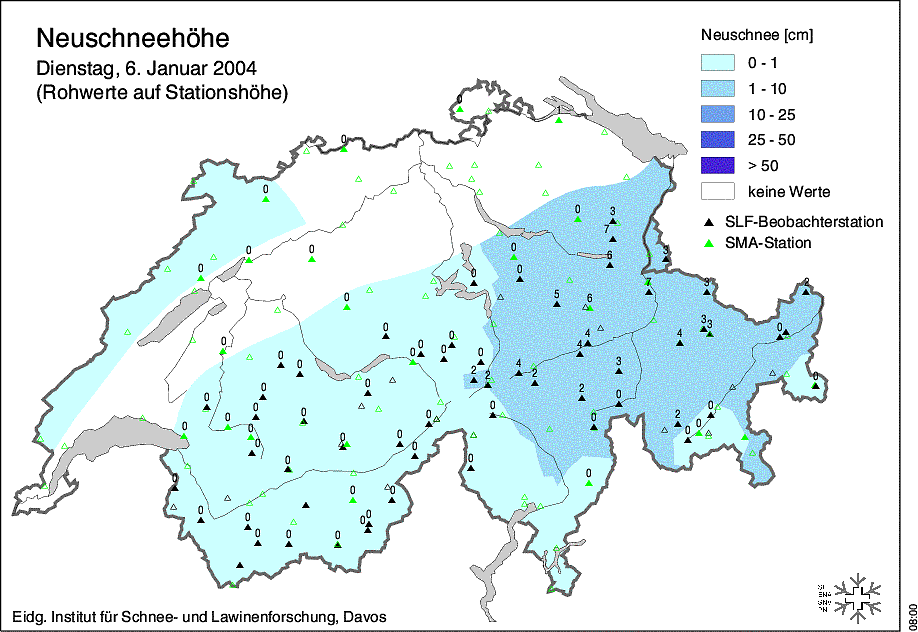 Neuschneehöhe
Dienstag, 6. Januar 2004
(Rohwerte auf Stationshöhe)
Neuschnee [cm]
0 - 1
1 - 10
10 - 25
25 - 50
> 50
keine Werte
SLF-Beobachterstation
SMA-Station
0
0 1
0
0 0 3
7
0 0 0 0 6 3
0 0 0 7 3 2
0 5 6
0 4 4 3 3 0
0 0 0 0 0 0 4 4 3
0 0 0 2 2 4 2 3 0
0 0 0 0 0 2 0 2 0
0 0 0 0 0 0 0 0 0
0 0 0 0 0 0
0 0 0 0 0
0 0 0 0
Eidg. Institut für Schnee- und Lawinenforschung, Davos
08:00